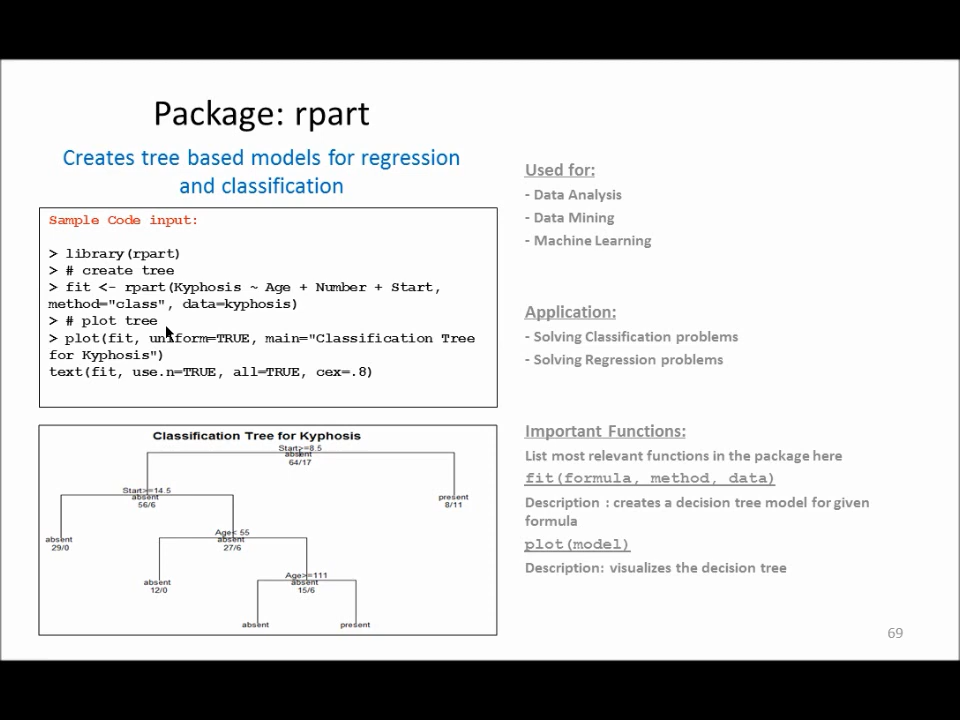 Package: rpart
Creates tree based models for regression
and classification
Sample Code input:
> library(rpart)
> # create tree
> fit <- rpart(Kyphosis ~ Age + Number + Start,
method="class", data=kyphosis)
> # plot tree
> plot(fit, uniform=TRUE, main="Classification Tree
for Kyphosis")
text(fit, use.n=TRUE, all=TRUE, cex=.8)
Classification Tree for Kyphosis
Start>=8.5
absent
64/17
Start>=14.5
absent
56/6
present
8/11
absent
29/0
Age< 55
absent
27/6
absent
12/0
Age>=111
absent
15/6
absent
present
Used for:
- Data Analysis
- Data Mining
- Machine Learning
Application:
- Solving Classification problems
- Solving Regression problems
Important Functions:
List most relevant functions in the package here
fit(formula, method, data)
Description : creates a decision tree model for given
formula
plot(model)
Description: visualizes the decision tree
69